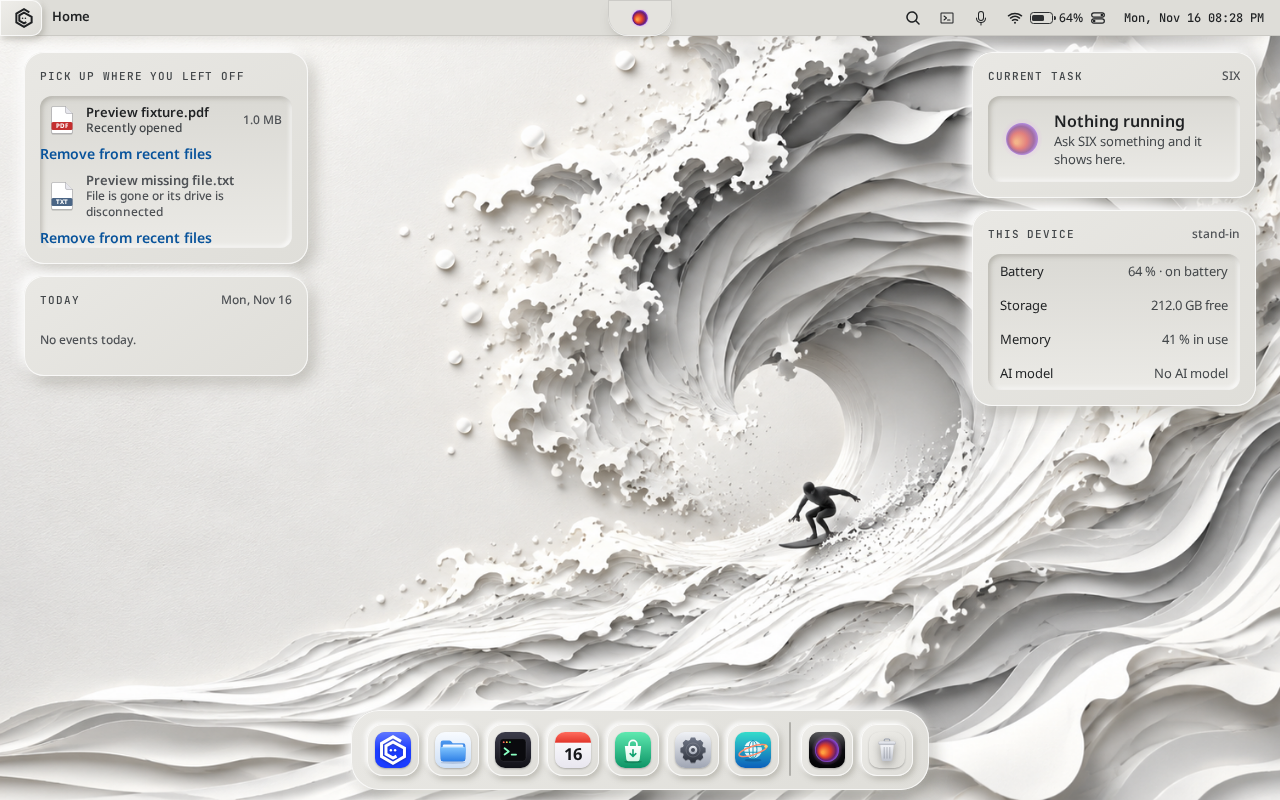 Home
64%
Mon, Nov 16 08:28 PM
PICK UP WHERE YOU LEFT OFF
Preview fixture.pdf
Recently opened
1.0 MB
PDF
Remove from recent files
Preview missing file.txt
File is gone or its drive is
disconnected
TXT
Remove from recent files
TODAY
Mon, Nov 16
No events today.
CURRENT TASK
SIX
Nothing running
Ask SIX something and it
shows here.
THIS DEVICE
stand-in
Battery
64 % · on battery
Storage
212.0 GB free
Memory
41 % in use
AI model
No AI model
16